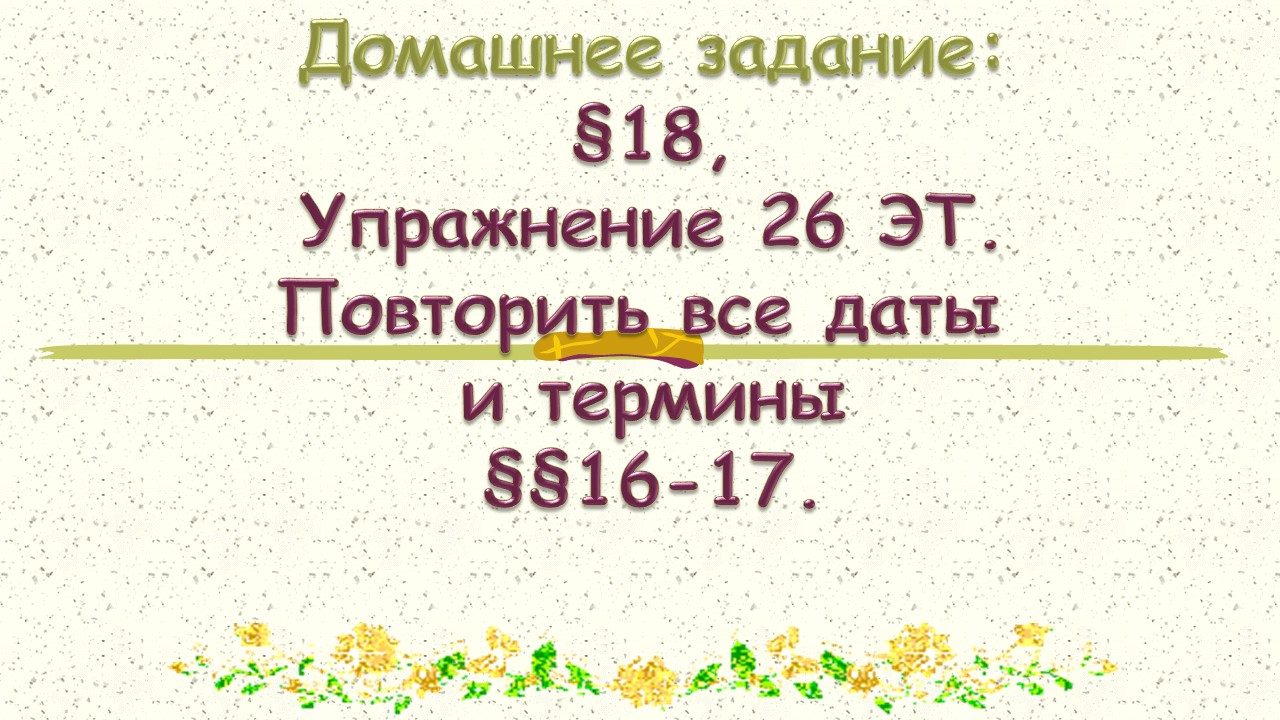 Домашнее задание:
§18,
Упражнение 26 ЭТ.
Повторить все даты
и термины
§§16-17.